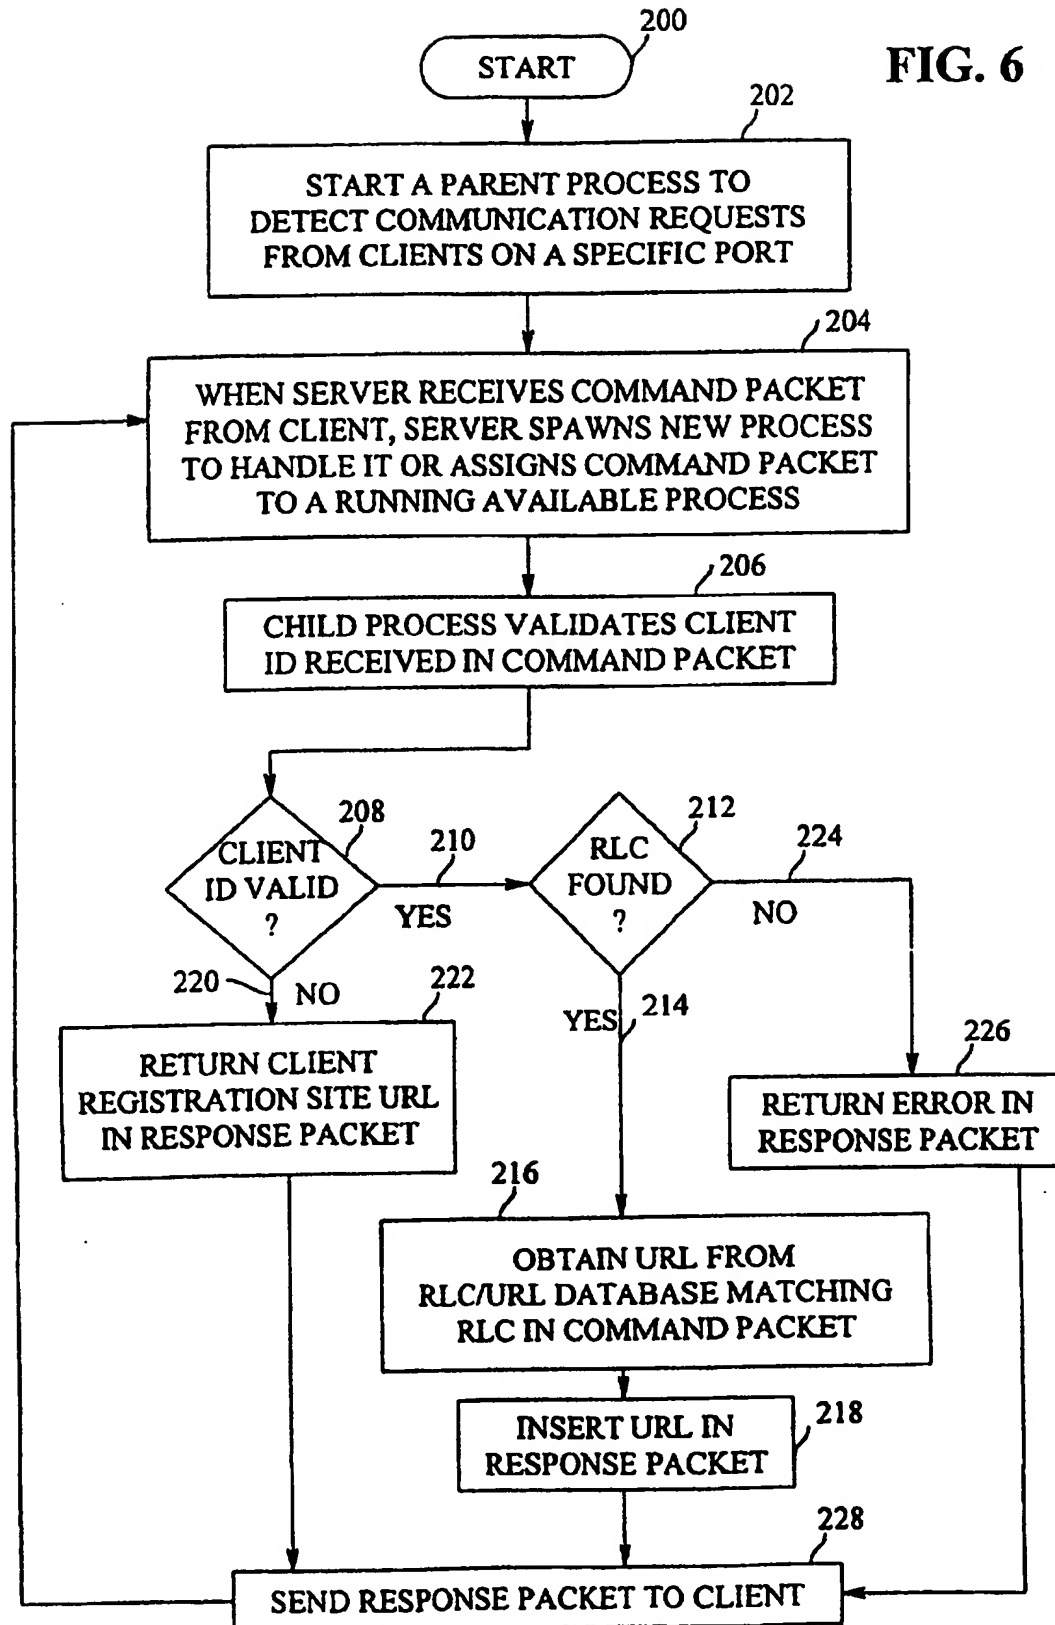 200
FIG. 6
START
202
START A PARENT PROCESS TO
DETECT COMMUNICATION REQUESTS
FROM CLIENTS ON A SPECIFIC PORT
204
WHEN SERVER RECEIVES COMMAND PACKET
FROM CLIENT, SERVER SPAWNS NEW PROCESS
TO HANDLE IT OR ASSIGNS COMMAND PACKET
TO A RUNNING AVAILABLE PROCESS
206
CHILD PROCESS VALIDATES CLIENT
ID RECEIVED IN COMMAND PACKET
208
CLIENT
ID VALID
?
210
YES
212
RLC
FOUND
?
224
NO
220
NO
222
RETURN CLIENT
REGISTRATION SITE URL
IN RESPONSE PACKET
YES
214
226
RETURN ERROR IN
RESPONSE PACKET
216
OBTAIN URL FROM
RLC/URL DATABASE MATCHING
RLC IN COMMAND PACKET
INSERT URL IN
RESPONSE PACKET
218
228
SEND RESPONSE PACKET TO CLIENT